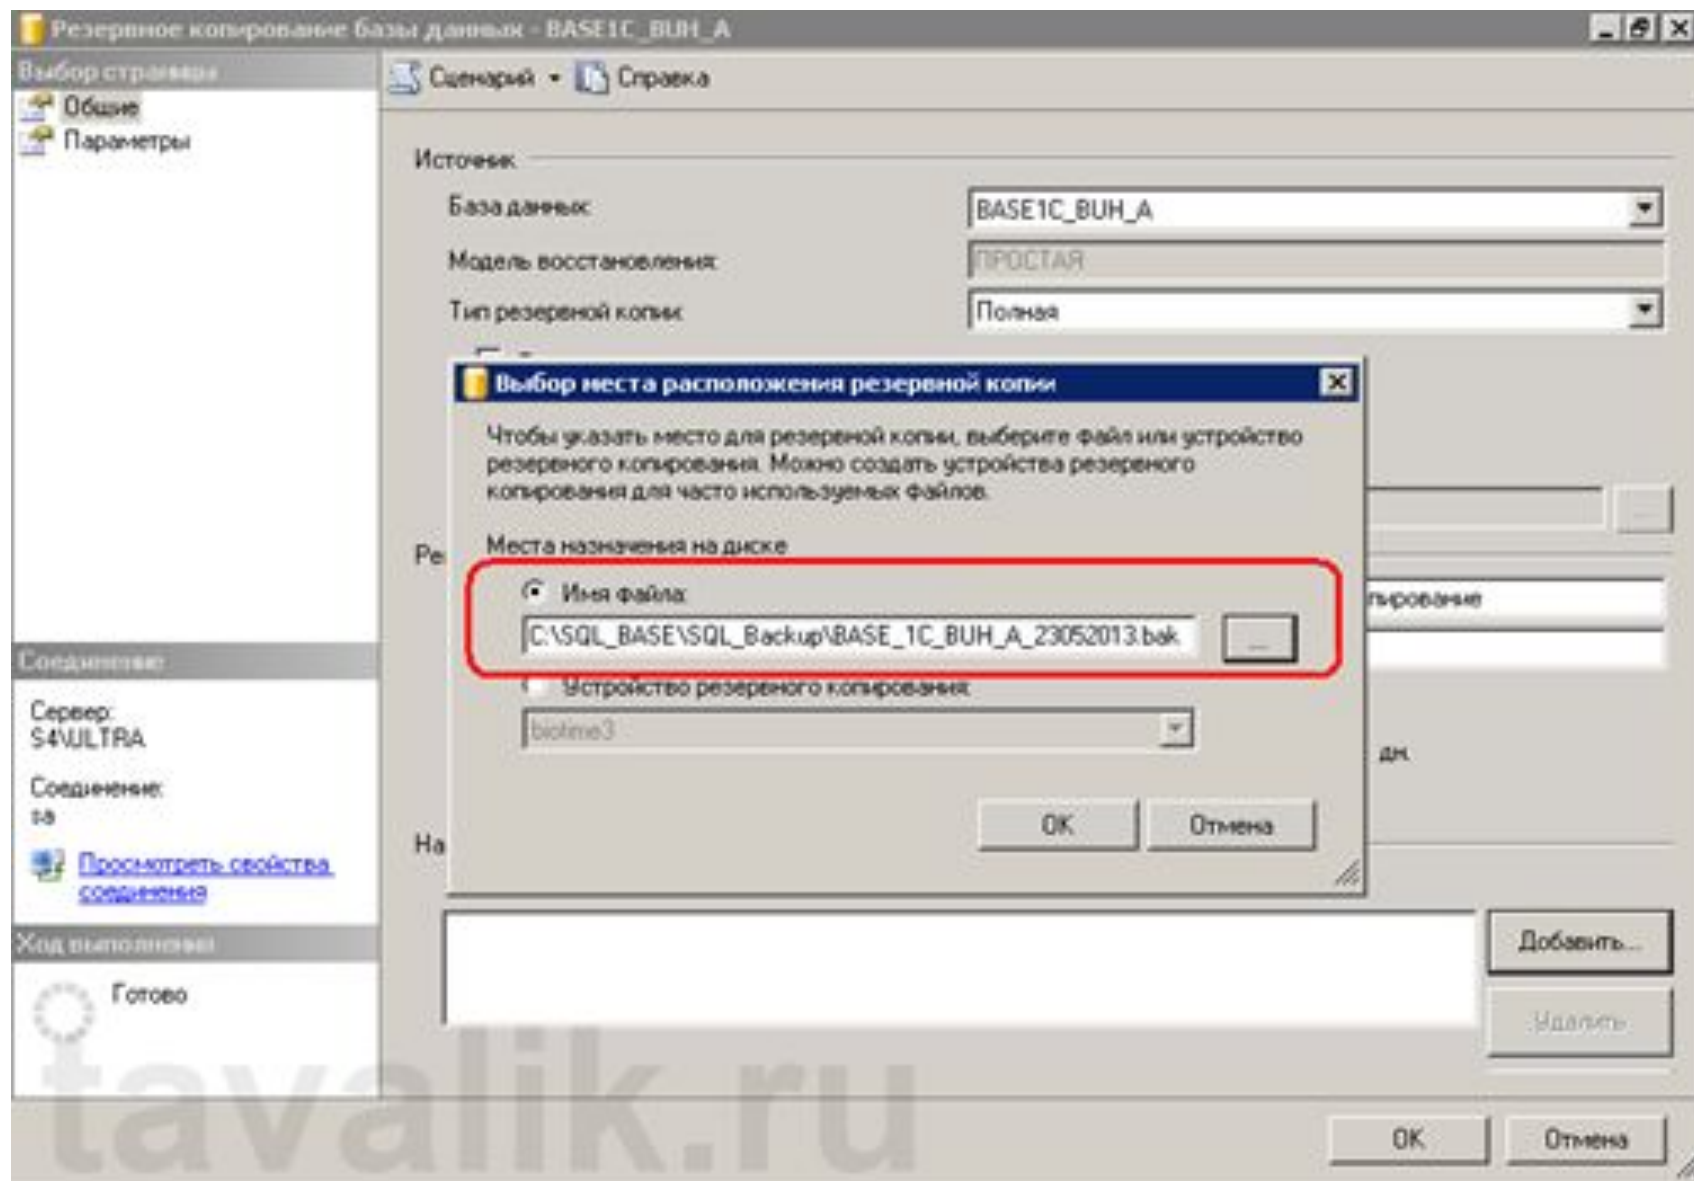 Резервное копирование базы данных - BASE1C_BUH_A
Выбор страницы
Общие
Параметры
Сценарий
Справка
Источник
База данных:
BASE1C_BUH_A
Модель восстановления:
ПРОСТАЯ
Тип резервной копии:
Полная
Выбор места расположения резервной копии
Чтобы указать место для резервной копии, выберите файл или устройство
резервного копирования. Можно создать устройства резервного
копирования для часто используемых файлов.
Места назначения на диске
Ре
Имя файла:
пирование
C:\SQL_BASE\SQL_Backup\BASE_1C_BUH_A_23052013.bak
...
Устройство резервного копирования:
biotime3
дн.
OK
Отмена
На
Соединение
Сервер:
S4\ULTRA
Соединение:
sa
Просмотреть свойства
соединения
Ход выполнения
Готово
Добавить...
Удалить
OK
Отмена
tavalik.ru